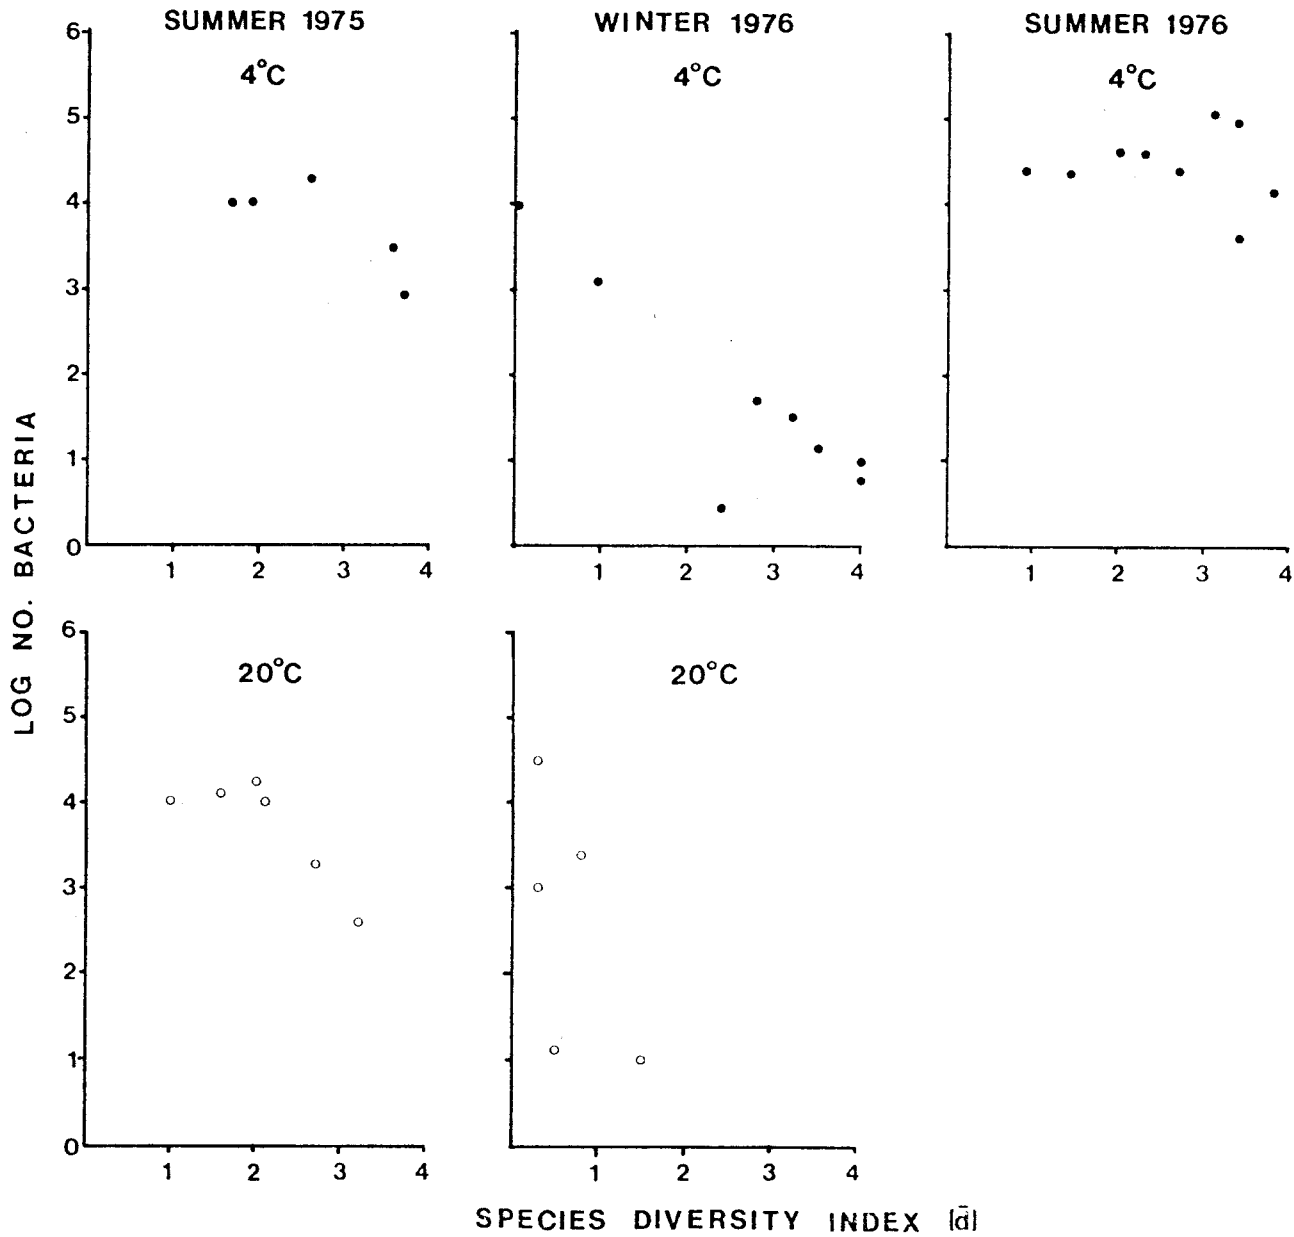 SUMMER 1975
WINTER 1976
SUMMER 1976
6
5
4
3
2
1
0
4°C
4°C
4°C
1 2 3 4
1 2 3 4
1 2 3 4
LOG NO. BACTERIA
6
5
4
3
2
1
0
20°C
20°C
1 2 3 4
1 2 3 4
SPECIES DIVERSITY INDEX |d̄|